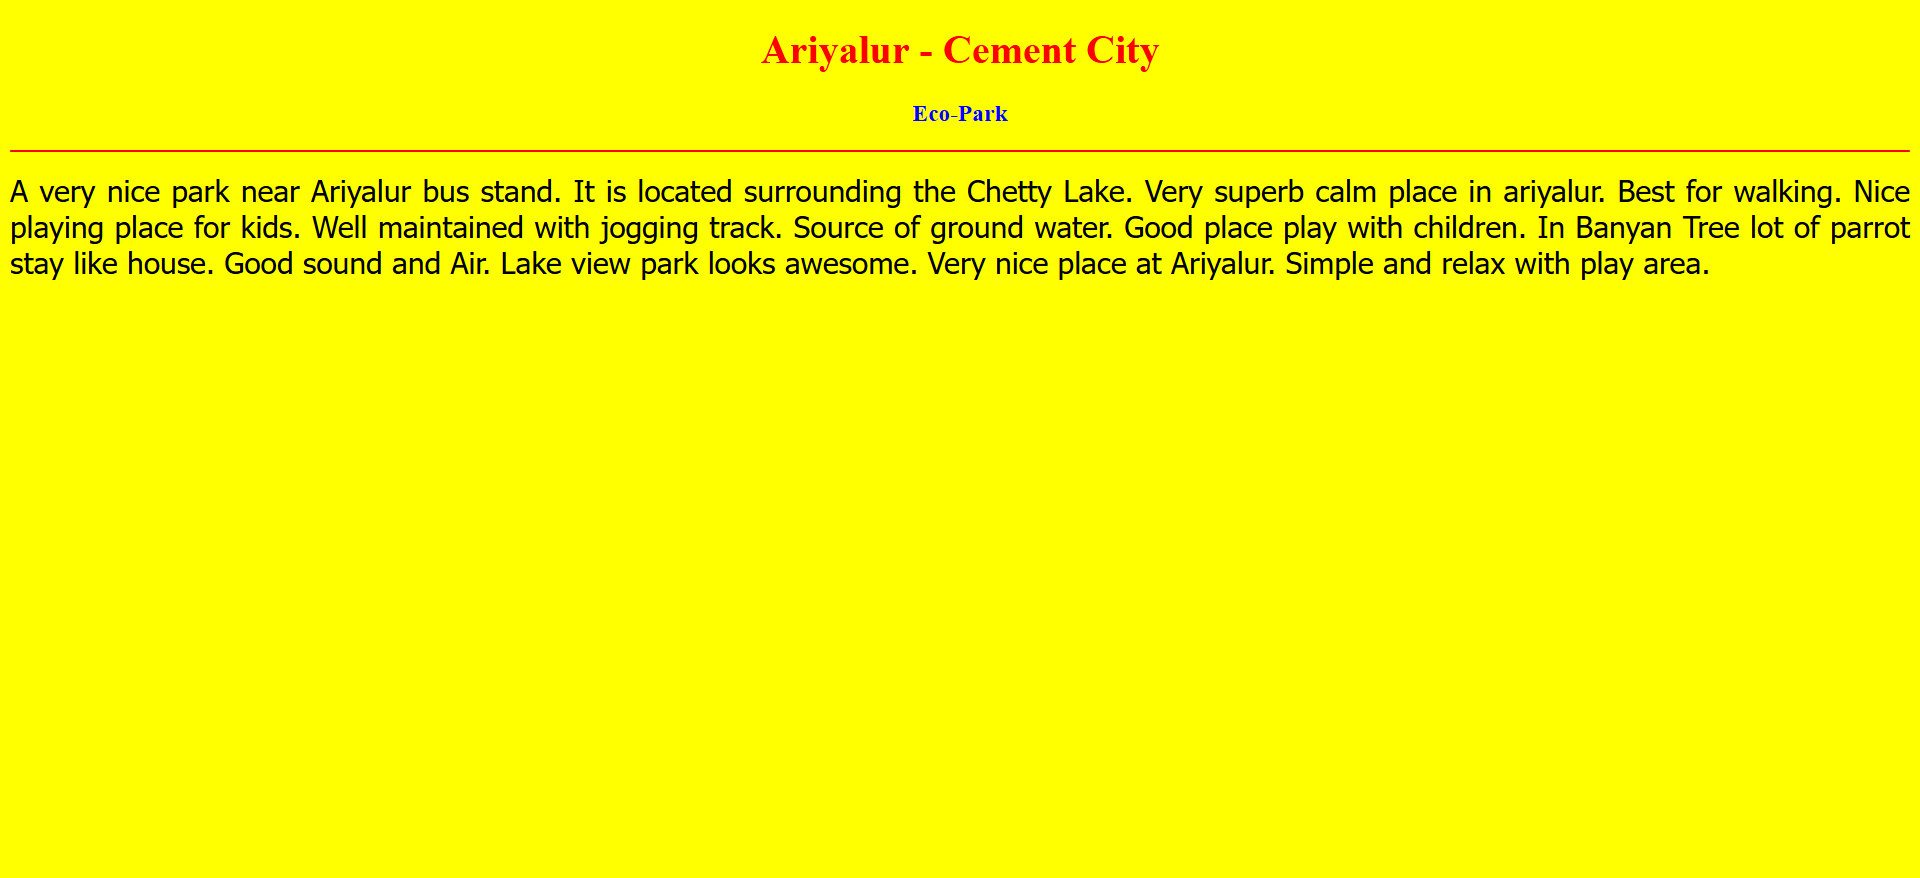 Ariyalur - Cement City
Eco-Park
A very nice park near Ariyalur bus stand. It is located surrounding the Chetty Lake. Very superb calm place in ariyalur. Best for walking. Nice
playing place for kids. Well maintained with jogging track. Source of ground water. Good place play with children. In Banyan Tree lot of parrot
stay like house. Good sound and Air. Lake view park looks awesome. Very nice place at Ariyalur. Simple and relax with play area.